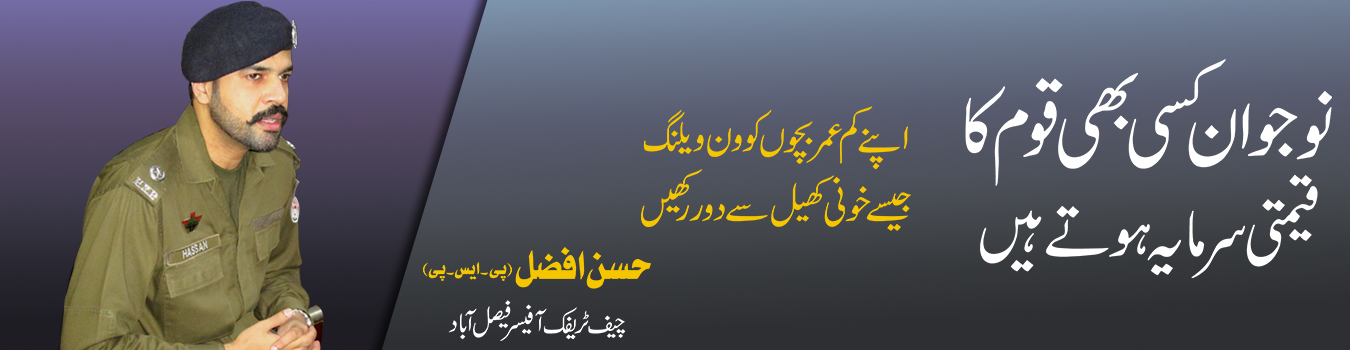 نوجوان کسی بھی قوم کا
قیمتی سرمایہ ہوتے ہیں
اپنے کم عمر بچوں کو ون ویلنگ
جیسے خونی کھیل سے دور رکھیں
حسن افضل (پی۔ایس۔پی)
چیف ٹریفک آفیسر فیصل آباد
HASSAN